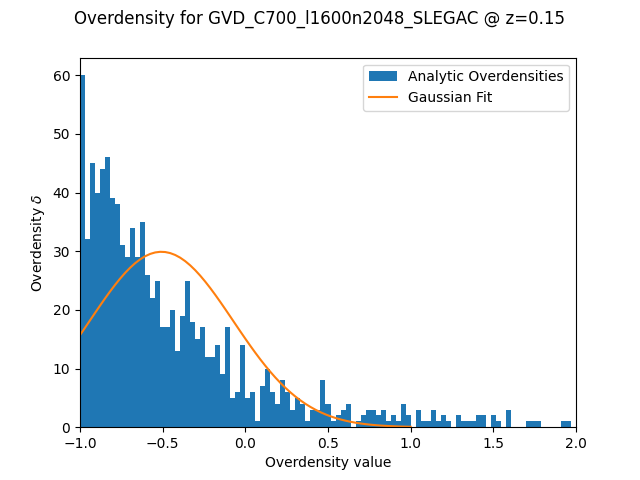 Overdensity for GVD_C700_l1600n2048_SLEGAC @ z=0.15
Analytic Overdensities
Gaussian Fit
Overdensity δ
60
50
40
30
20
10
0
−1.0 −0.5 0.0 0.5 1.0 1.5 2.0
Overdensity value